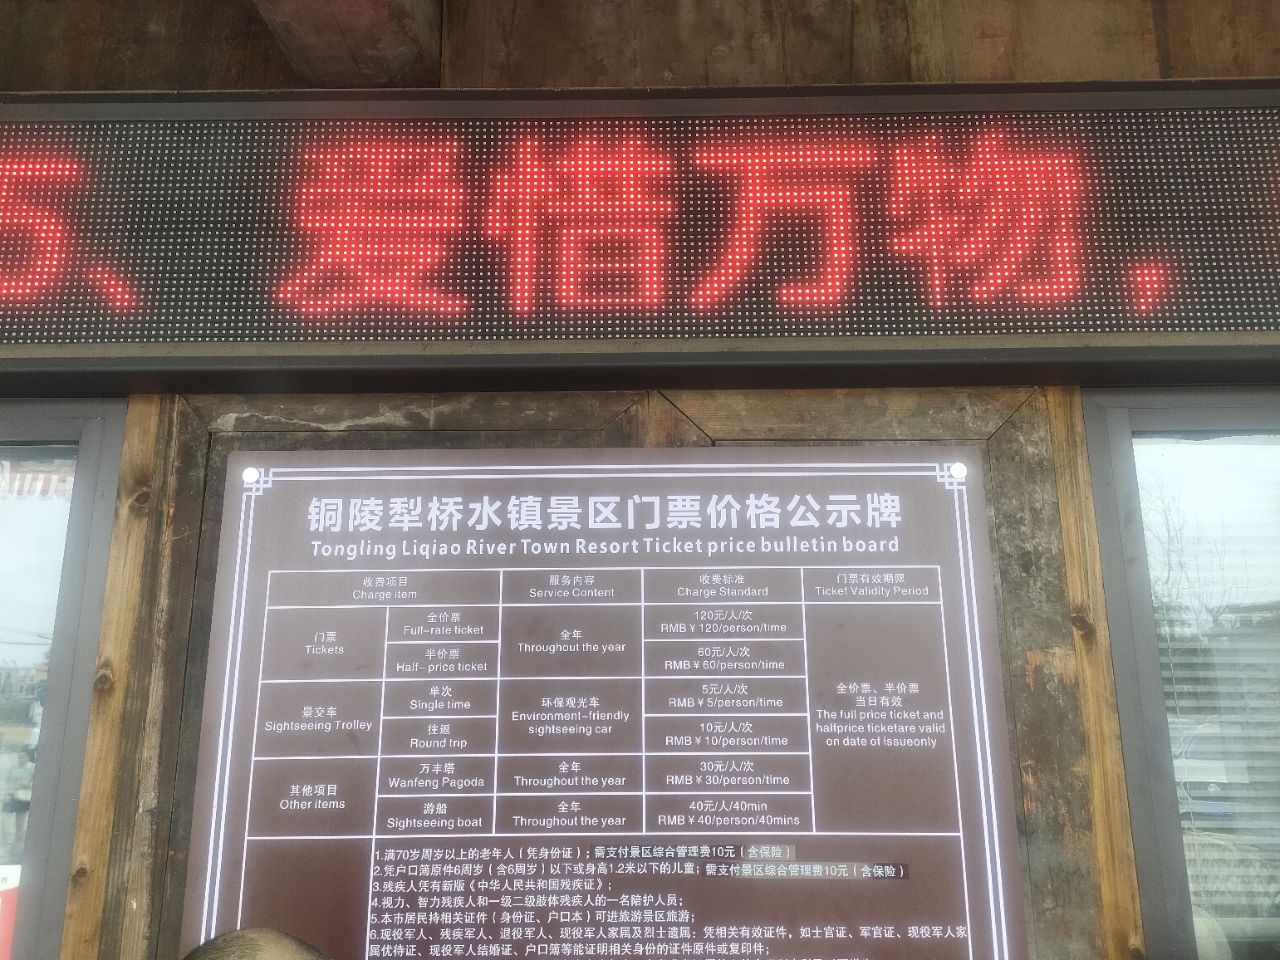 5、爱惜万物，
铜陵犁桥水镇景区门票价格公示牌
Tongling Liqiao River Town Resort Ticket price bulletin board
收费项目
Charge item
服务内容
Service Content
收费标准
Charge Standard
门票有效期限
Ticket Validity Period
门票
Tickets
全价票
Full-rate ticket
半价票
Half- price ticket
全年
Throughout the year
120元/人/次
RMB￥120/person/time
60元/人/次
RMB￥60/person/time
全价票、半价票
当日有效
The full price ticket and
halfprice ticketare valid
on date of issueonly
景交车
Sightseeing Trolley
单次
Single time
往返
Round trip
环保观光车
Environment-friendly
sightseeing car
5元/人/次
RMB￥5/person/time
10元/人/次
RMB￥10/person/time
其他项目
Other items
万丰塔
Wanfeng Pagoda
全年
Throughout the year
30元/人/次
RMB￥30/person/time
游船
Sightseeing boat
全年
Throughout the year
40元/人/40min
RMB￥40/person/40mins
1.满70岁周岁以上的老年人（凭身份证）；需支付景区综合管理费10元（含保险）
2.凭户口簿原件6周岁（含6周岁）以下或身高1.2米以下的儿童；需支付景区综合管理费10元（含保险）
3.残疾人凭有新版《中华人民共和国残疾证》；
4.视力、智力残疾人和一级二级肢体残疾人的一名陪护人员；
5.本市居民持相关证件（身份证、户口本）可进旅游景区旅游；
6.现役军人、残疾军人、退役军人、现役军人家属及烈士遗属：凭相关有效证件，如士官证、军官证、现役军人家
属优待证、现役军人结婚证、户口簿等能证明相关身份的证件原件或复印件；